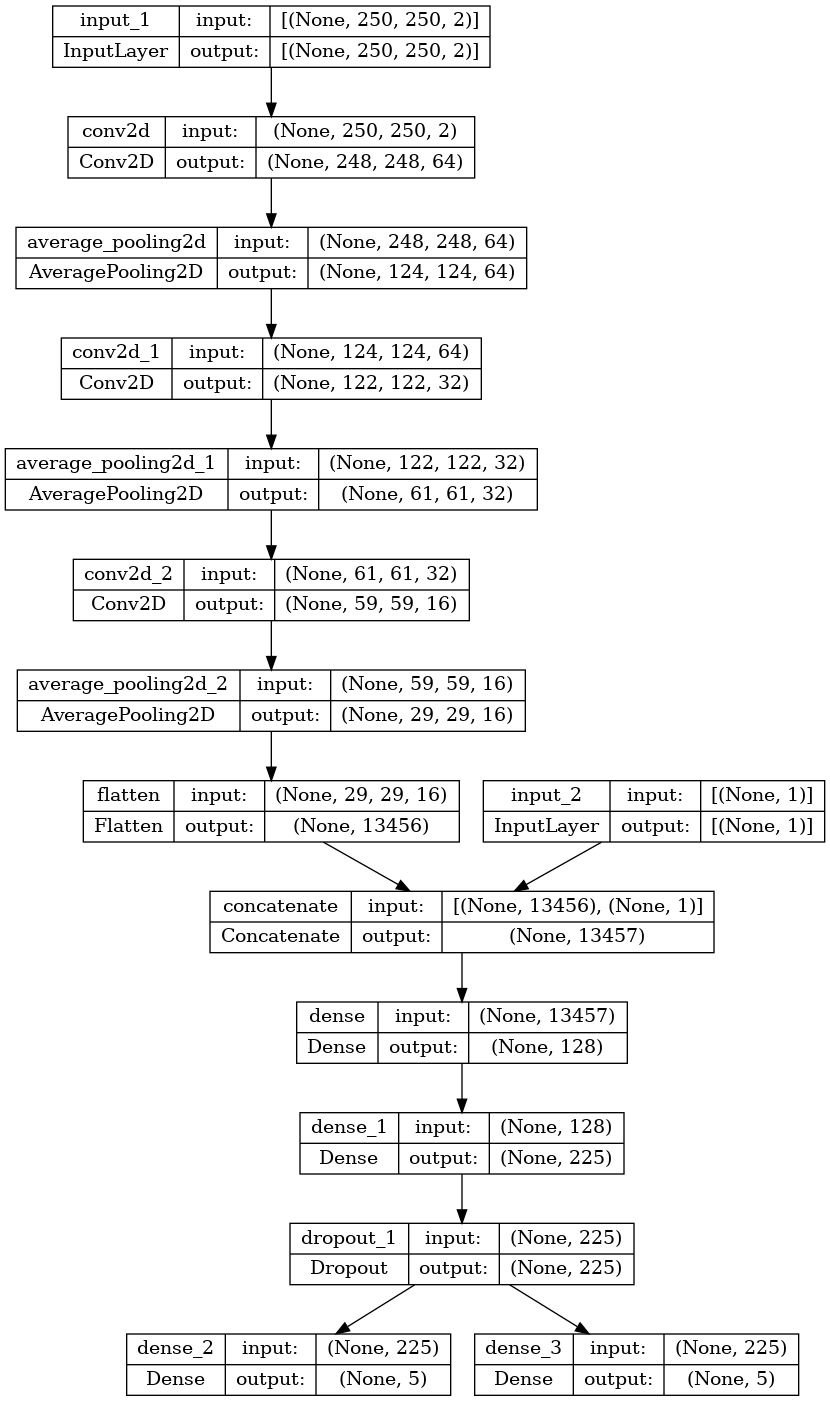 input_1 input: [(None, 250, 250, 2)]
InputLayer output: [(None, 250, 250, 2)]
conv2d input: (None, 250, 250, 2)
Conv2D output: (None, 248, 248, 64)
average_pooling2d input: (None, 248, 248, 64)
AveragePooling2D output: (None, 124, 124, 64)
conv2d_1 input: (None, 124, 124, 64)
Conv2D output: (None, 122, 122, 32)
average_pooling2d_1 input: (None, 122, 122, 32)
AveragePooling2D output: (None, 61, 61, 32)
conv2d_2 input: (None, 61, 61, 32)
Conv2D output: (None, 59, 59, 16)
average_pooling2d_2 input: (None, 59, 59, 16)
AveragePooling2D output: (None, 29, 29, 16)
flatten input: (None, 29, 29, 16)
Flatten output: (None, 13456)
input_2 input: [(None, 1)]
InputLayer output: [(None, 1)]
concatenate input: [(None, 13456), (None, 1)]
Concatenate output: (None, 13457)
dense input: (None, 13457)
Dense output: (None, 128)
dense_1 input: (None, 128)
Dense output: (None, 225)
dropout_1 input: (None, 225)
Dropout output: (None, 225)
dense_2 input: (None, 225)
Dense output: (None, 5)
dense_3 input: (None, 225)
Dense output: (None, 5)